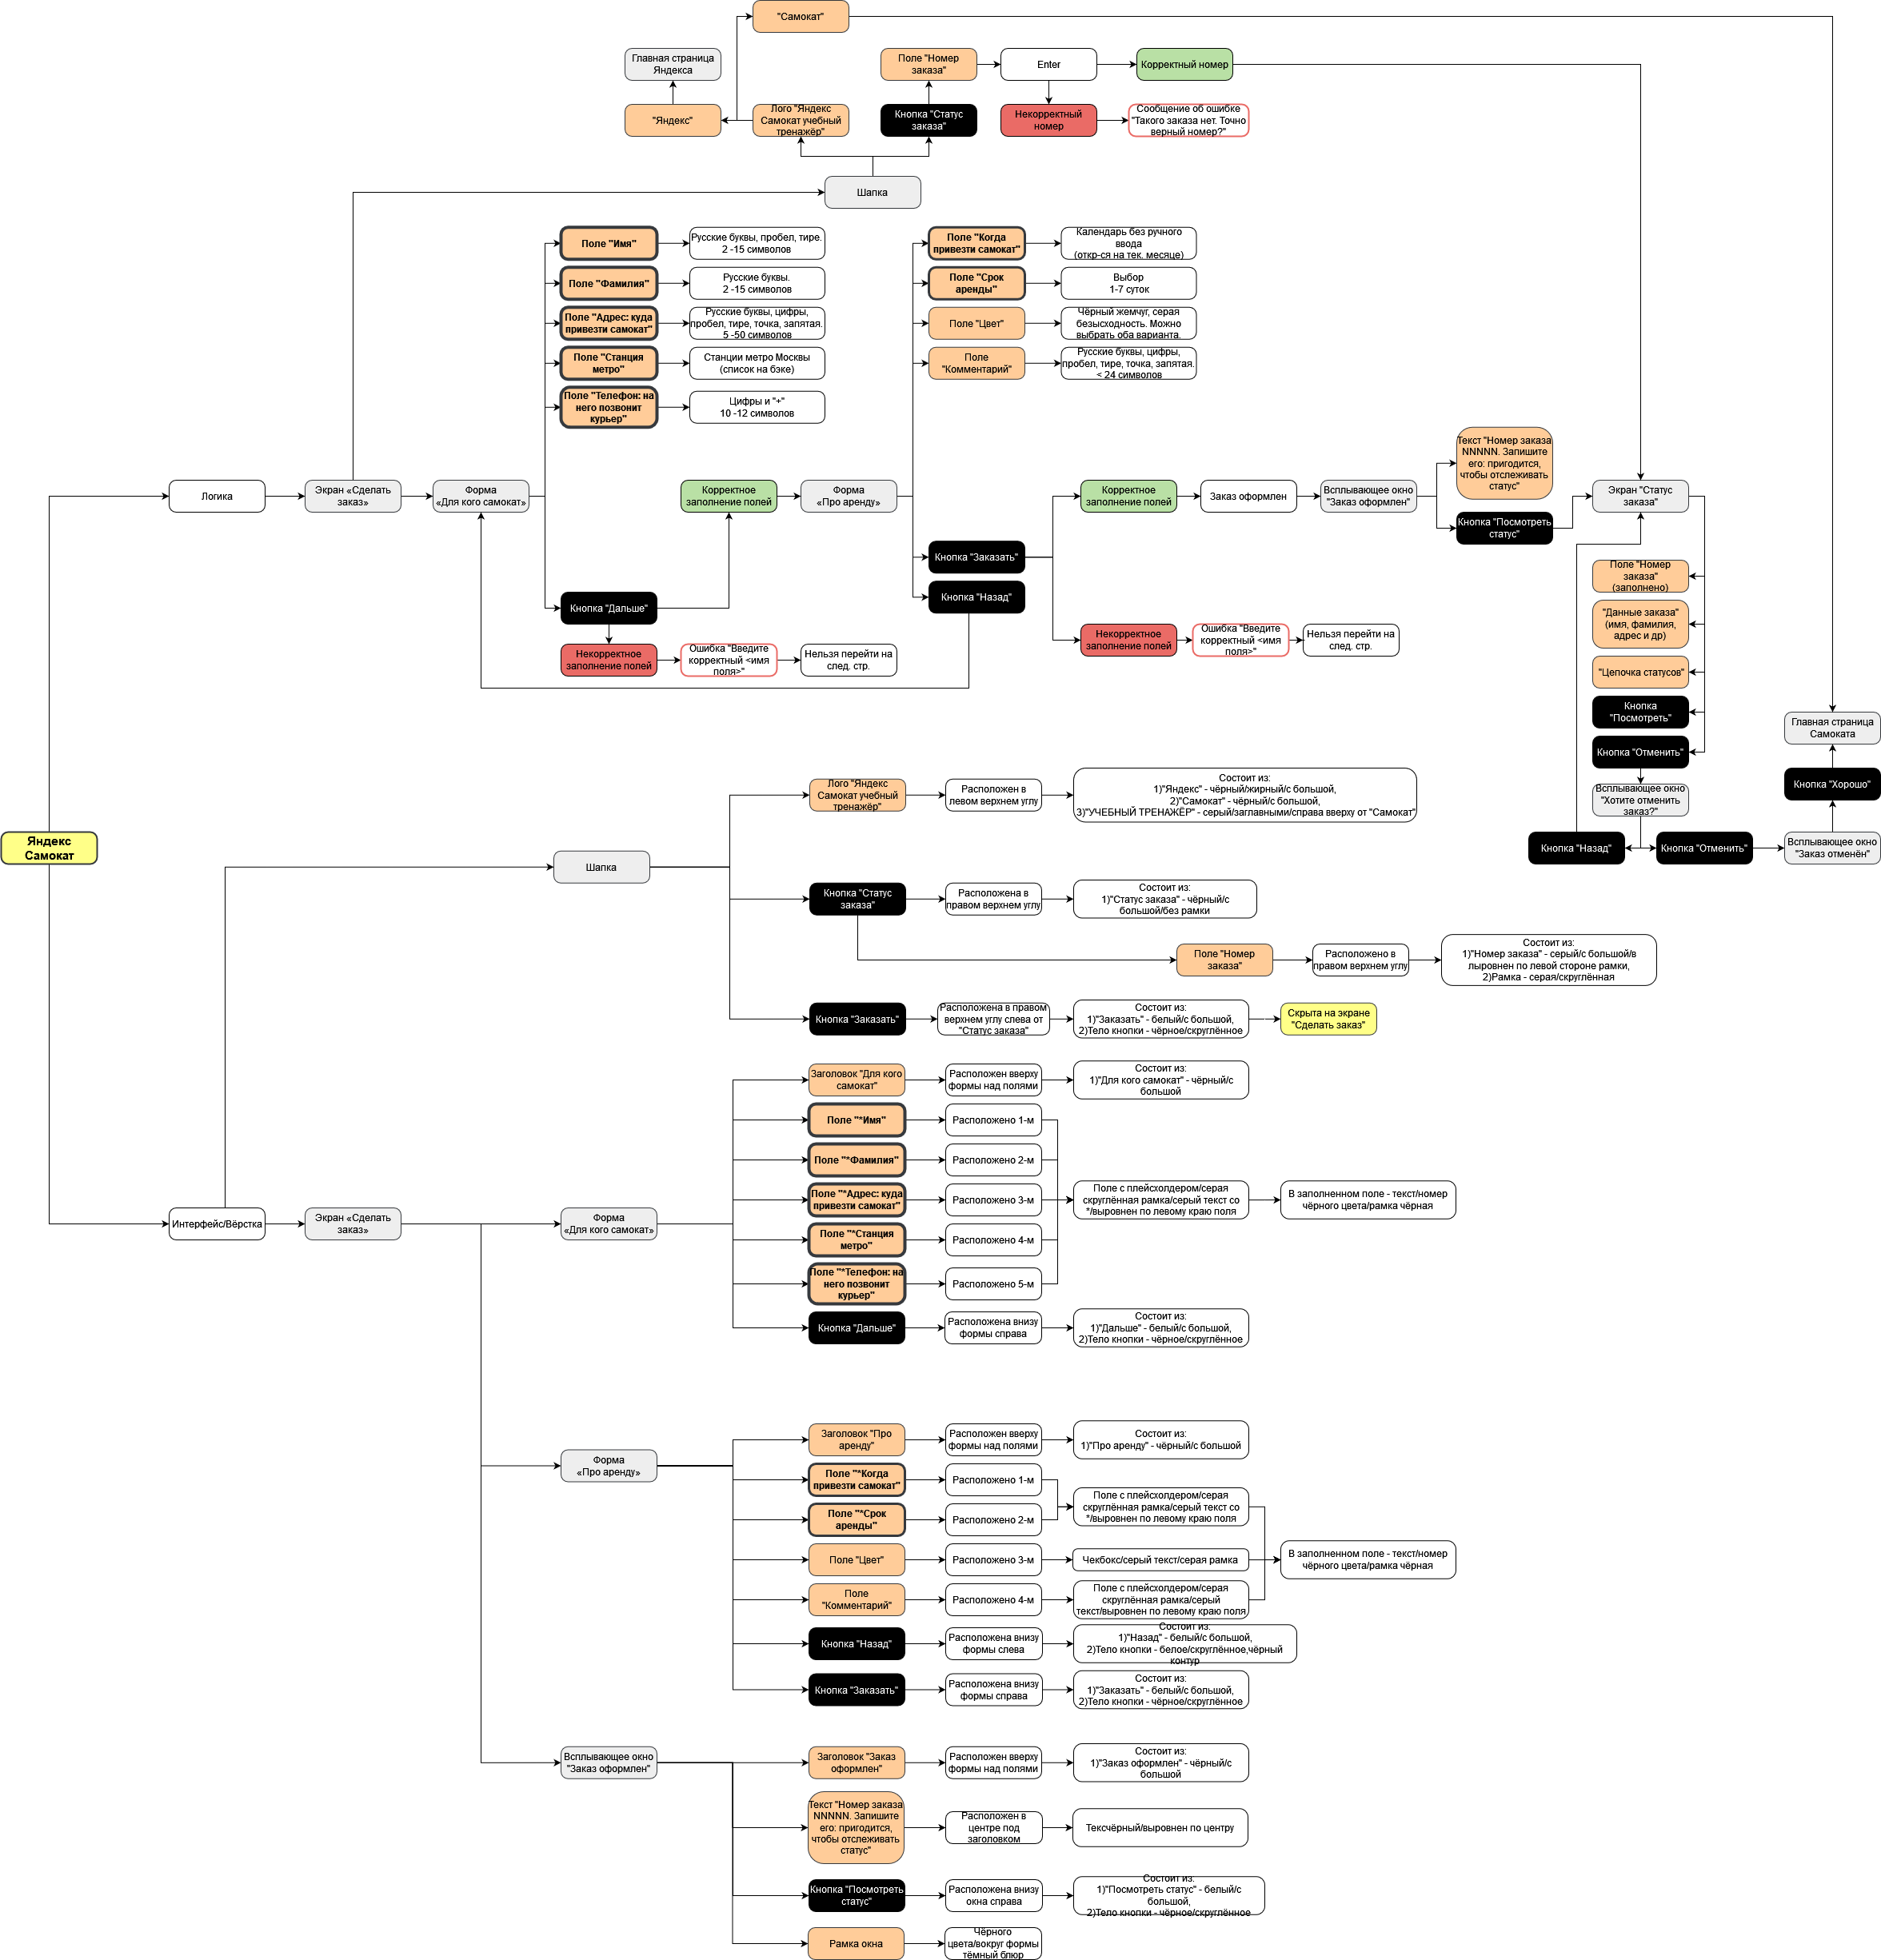 "Самокат"
Главная страница
Яндекса
Поле "Номер
заказа"
Enter
Корректный номер
"Яндекс"
Лого "Яндекс
Самокат учебный
тренажёр"
Кнопка "Статус
заказа"
Некорректный
номер
Сообщение об ошибке
"Такого заказа нет. Точно
верный номер?"
Шапка
Поле "Имя"
Русские буквы, пробел, тире.
2 -15 символов
Поле "Когда
привезти самокат"
Календарь без ручного
ввода
(откр-ся на тек. месяце)
Поле "Фамилия"
Русские буквы.
2 -15 символов
Поле "Срок
аренды"
Выбор
1-7 суток
Поле "Адрес: куда
привезти самокат"
Русские буквы, цифры,
пробел, тире, точка, запятая.
5 -50 символов
Поле "Цвет"
Чёрный жемчуг, серая
безысходность. Можно
выбрать оба варианта.
Поле "Станция
метро"
Станции метро Москвы
(список на бэке)
Поле
"Комментарий"
Русские буквы, цифры,
пробел, тире, точка, запятая.
< 24 символов
Поле "Телефон: на
него позвонит
курьер"
Цифры и "+"
10 -12 символов
Логика
Экран «Сделать
заказ»
Форма
«Для кого самокат»
Корректное
заполнение полей
Форма
«Про аренду»
Корректное
заполнение полей
Заказ оформлен
Всплывающее окно
"Заказ оформлен"
Текст "Номер заказа
NNNNN. Запишите
его: пригодится,
чтобы отслеживать
статус"
Кнопка "Посмотреть
статус"
Экран "Статус
заказа"
Кнопка "Заказать"
Кнопка "Назад"
Кнопка "Дальше"
Некорректное
заполнение полей
Ошибка "Введите
корректный <имя
поля>"
Нельзя перейти на
след. стр.
Некорректное
заполнение полей
Ошибка "Введите
корректный <имя
поля>"
Нельзя перейти на
след. стр.
Поле "Номер
заказа"
(заполнено)
"Данные заказа"
(имя, фамилия,
адрес и др)
"Цепочка статусов"
Кнопка
"Посмотреть"
Кнопка "Отменить"
Всплывающее окно
"Хотите отменить
заказ?"
Кнопка "Назад"
Кнопка "Отменить"
Всплывающее окно
"Заказ отменён"
Кнопка "Хорошо"
Главная страница
Самоката
Яндекс
Самокат
Шапка
Лого "Яндекс
Самокат учебный
тренажёр"
Расположен в
левом верхнем углу
Состоит из:
1)"Яндекс" - чёрный/жирный/с большой,
2)"Самокат" - чёрный/с большой,
3)"УЧЕБНЫЙ ТРЕНАЖЁР" - серый/заглавными/справа вверху от "Самокат"
Кнопка "Статус
заказа"
Расположена в
правом верхнем углу
Состоит из:
1)"Статус заказа" - чёрный/с
большой/без рамки
Поле "Номер
заказа"
Расположено в
правом верхнем углу
Состоит из:
1)"Номер заказа" - серый/с большой/в
лыровнен по левой стороне рамки,
2)Рамка - серая/скруглённая
Кнопка "Заказать"
Расположена в правом
верхнем углу слева от
"Статус заказа"
Состоит из:
1)"Заказать" - белый/с большой,
2)Тело кнопки - чёрное/скруглённое
Скрыта на экране
"Сделать заказ"
Интерфейс/Вёрстка
Экран «Сделать
заказ»
Форма
«Для кого самокат»
Заголовок "Для кого
самокат"
Расположен вверху
формы над полями
Состоит из:
1)"Для кого самокат" - чёрный/с
большой
Поле "*Имя"
Расположено 1-м
Поле "*Фамилия"
Расположено 2-м
Поле "*Адрес: куда
привезти самокат"
Расположено 3-м
Поле с плейсхолдером/серая
скруглённая рамка/серый текст со
*/выровнен по левому краю поля
В заполненном поле - текст/номер
чёрного цвета/рамка чёрная
Поле "*Станция
метро"
Расположено 4-м
Поле "*Телефон: на
него позвонит
курьер"
Расположено 5-м
Кнопка "Дальше"
Расположена внизу
формы справа
Состоит из:
1)"Дальше" - белый/с большой,
2)Тело кнопки - чёрное/скруглённое
Форма
«Про аренду»
Заголовок "Про
аренду"
Расположен вверху
формы над полями
Состоит из:
1)"Про аренду" - чёрный/с большой
Поле "*Когда
привезти самокат"
Расположено 1-м
Поле "*Срок
аренды"
Расположено 2-м
Поле с плейсхолдером/серая
скруглённая рамка/серый текст со
*/выровнен по левому краю поля
Поле "Цвет"
Расположено 3-м
Чекбокс/серый текст/серая рамка
В заполненном поле - текст/номер
чёрного цвета/рамка чёрная
Поле
"Комментарий"
Расположено 4-м
Поле с плейсхолдером/серая
скруглённая рамка/серый
текст/выровнен по левому краю поля
Кнопка "Назад"
Расположена внизу
формы слева
Состоит из:
1)"Назад" - белый/с большой,
2)Тело кнопки - белое/скруглённое,чёрный
контур
Кнопка "Заказать"
Расположена внизу
формы справа
Состоит из:
1)"Заказать" - белый/с большой,
2)Тело кнопки - чёрное/скруглённое
Всплывающее окно
"Заказ оформлен"
Заголовок "Заказ
оформлен"
Расположен вверху
формы над полями
Состоит из:
1)"Заказ оформлен" - чёрный/с
большой
Текст "Номер заказа
NNNNN. Запишите
его: пригодится,
чтобы отслеживать
статус"
Расположен в
центре под
заголовком
Тексчёрный/выровнен по центру
Кнопка "Посмотреть
статус"
Расположена внизу
окна справа
Состоит из:
1)"Посмотреть статус" - белый/с
большой,
2)Тело кнопки - чёрное/скруглённое
Рамка окна
Чёрного
цвета/вокруг формы
тёмный блюр